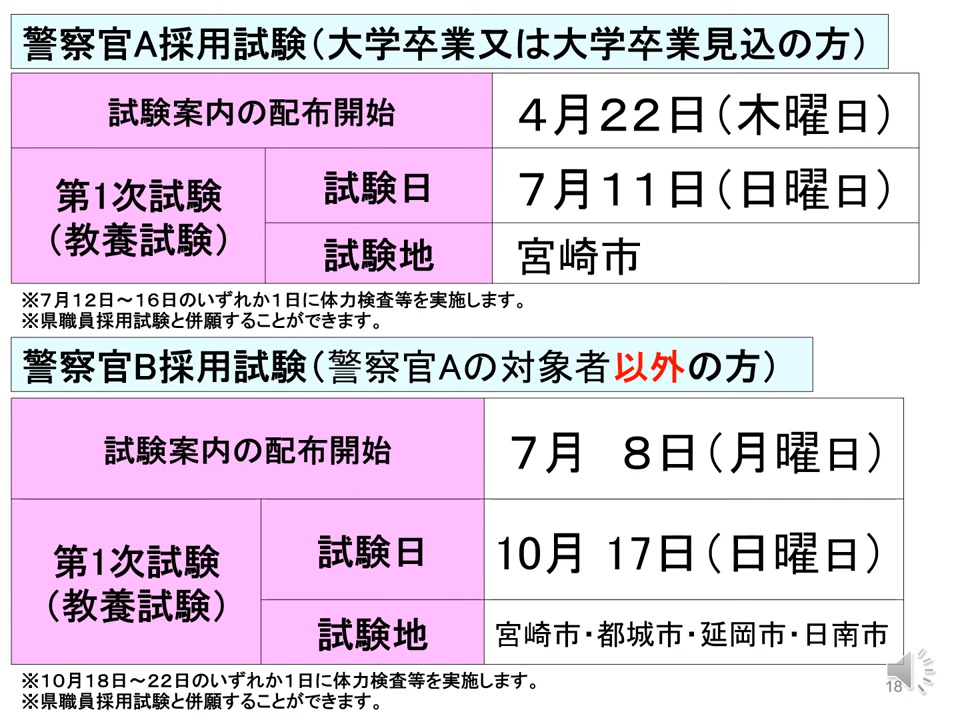 警察官A採用試験（大学卒業又は大学卒業見込の方）
試験案内の配布開始
４月２２日（木曜日）
第1次試験
（教養試験）
試験日
７月１１日（日曜日）
試験地
宮崎市
※7月12日～16日のいずれか1日に体力検査等を実施します。
※県職員採用試験と併願することができます。
警察官B採用試験（警察官Aの対象者以外の方）
試験案内の配布開始
７月　８日（月曜日）
第1次試験
（教養試験）
試験日
10月 17日（日曜日）
試験地
宮崎市・都城市・延岡市・日南市
※10月18日～22日のいずれか1日に体力検査等を実施します。
※県職員採用試験と併願することができます。
18